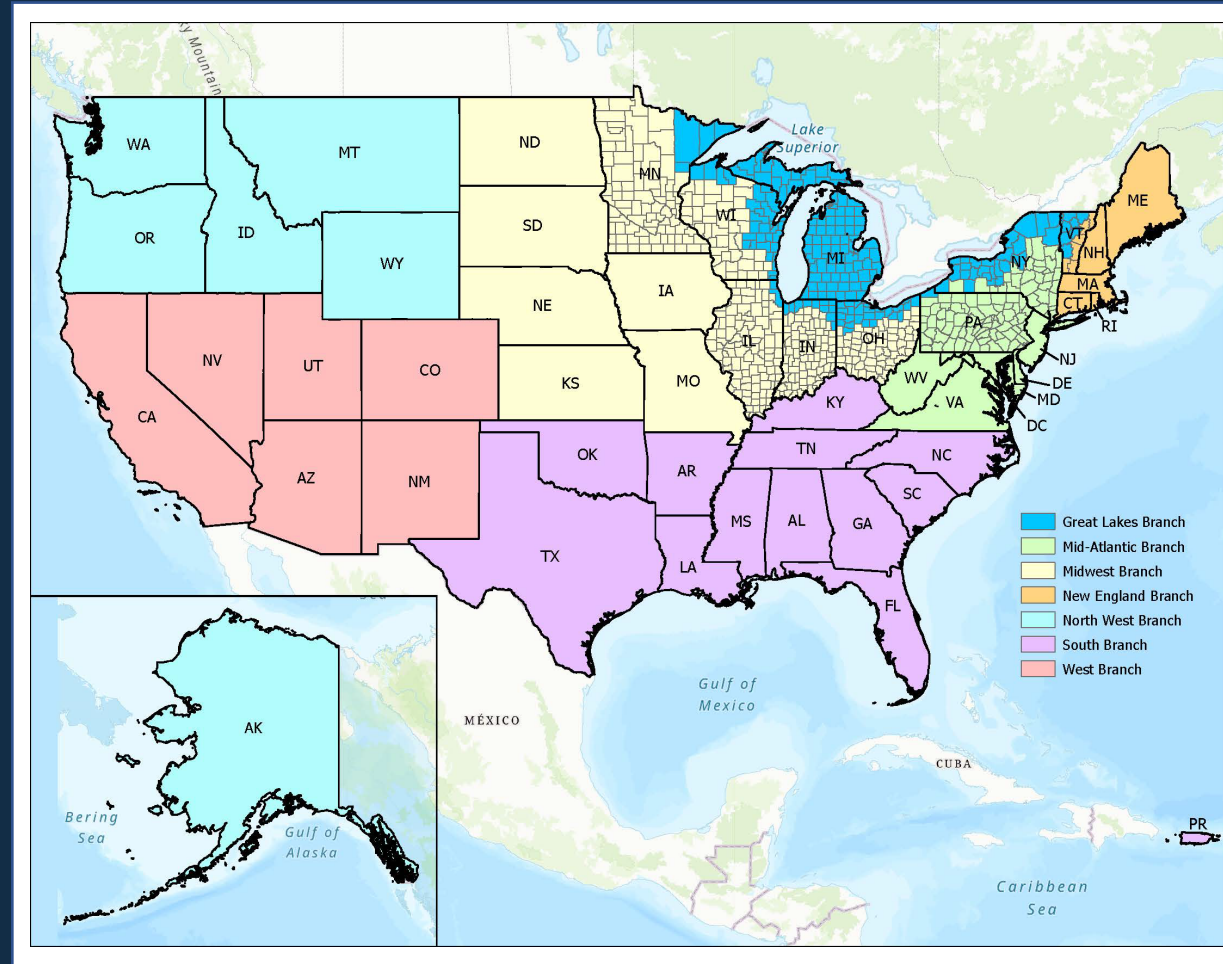 ky Mountain
Lake
Superior
WA
MT
ND
MN
ME
OR
ID
SD
WI
MI
NY
VT
NH
WY
NE
IA
MA
CT
RI
NV
UT
CO
KS
MO
IL
IN
OH
PA
NJ
WV
VA
DE
MD
DC
CA
KY
AZ
NM
OK
AR
TN
NC
SC
MS
AL
GA
TX
LA
FL
Great Lakes Branch
Mid-Atlantic Branch
Midwest Branch
New England Branch
North West Branch
South Branch
West Branch
Sea
Gulf of
Mexico
MÉXICO
CUBA
AK
Bering
Sea
Gulf of
Alaska
PR
Caribbean
Sea